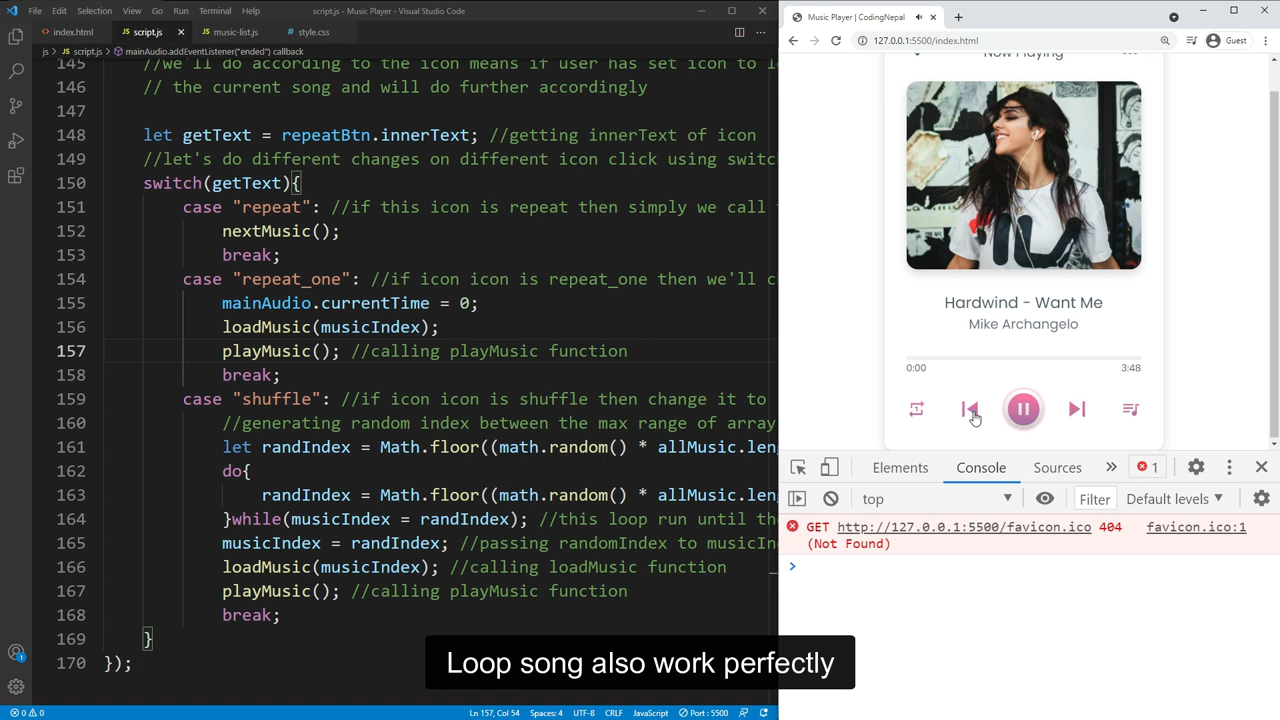 File Edit Selection View Go Run Terminal Help script.js - Music Player - Visual Studio Code
index.html script.js music-list.js style.css
js > script.js > mainAudio.addEventListener("ended") callback
145 //we'll do according to the icon means if user has set icon to
146 // the current song and will do further accordingly
147
148 let getText = repeatBtn.innerText; //getting innerText of icon
149 //let's do different changes on different icon click using switc
150 switch(getText){
151 case "repeat": //if this icon is repeat then simply we call
152 nextMusic();
153 break;
154 case "repeat_one": //if icon icon is repeat_one then we'll c
155 mainAudio.currentTime = 0;
156 loadMusic(musicIndex);
157 playMusic(); //calling playMusic function
158 break;
159 case "shuffle": //if icon icon is shuffle then change it to
160 //generating random index between the max range of array
161 let randIndex = Math.floor((math.random() * allMusic.len
162 do{
163 randIndex = Math.floor((math.random() * allMusic.len
164 }while(musicIndex = randIndex); //this loop run until th
165 musicIndex = randIndex; //passing randomIndex to musicIn
166 loadMusic(musicIndex); //calling loadMusic function
167 playMusic(); //calling playMusic function
168 break;
169 }
170 });
0 0 Ln 157, Col 54 Spaces: 4 UTF-8 CRLF JavaScript Port : 5500
Music Player | CodingNepal
127.0.0.1:5500/index.html Guest
Now Playing
Hardwind - Want Me
Mike Archangelo
0:00 3:48
Elements Console Sources » 1
top Filter Default levels
GET http://127.0.0.1:5500/favicon.ico 404 favicon.ico:1
(Not Found)
Loop song also work perfectly